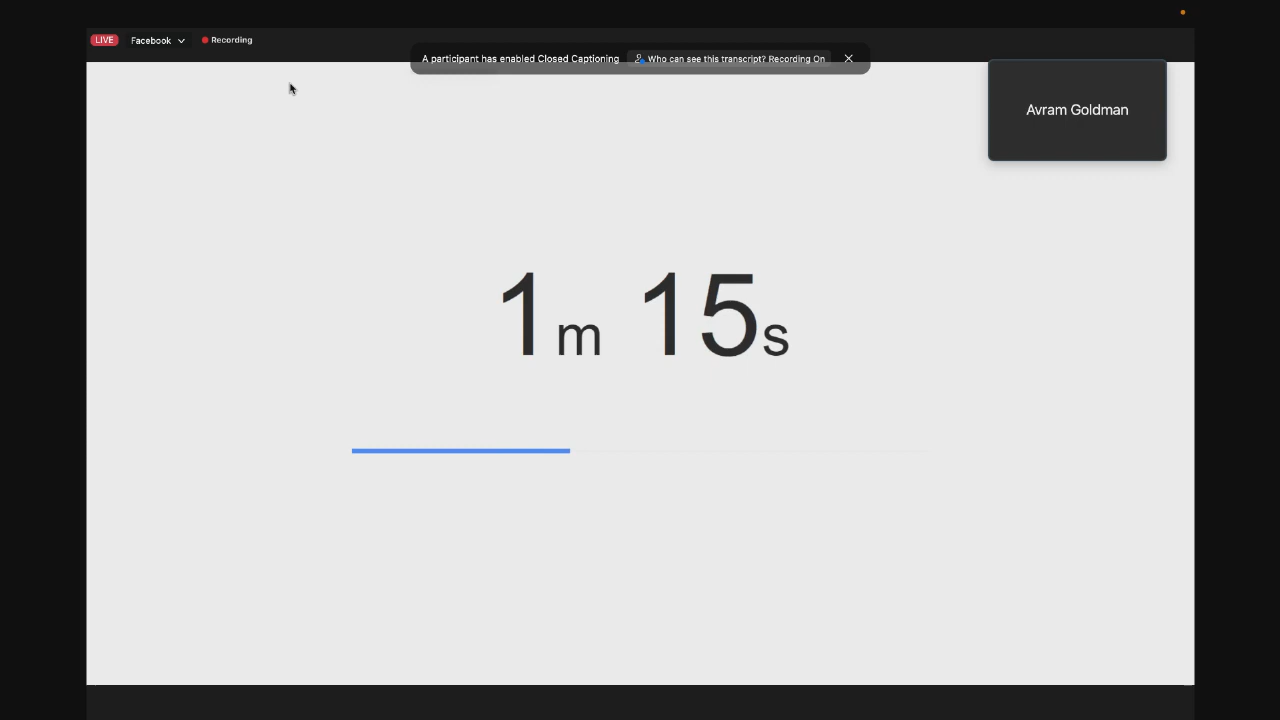 LIVE Facebook Recording
A participant has enabled Closed Captioning Who can see this transcript? Recording On
Avram Goldman
1m 15s